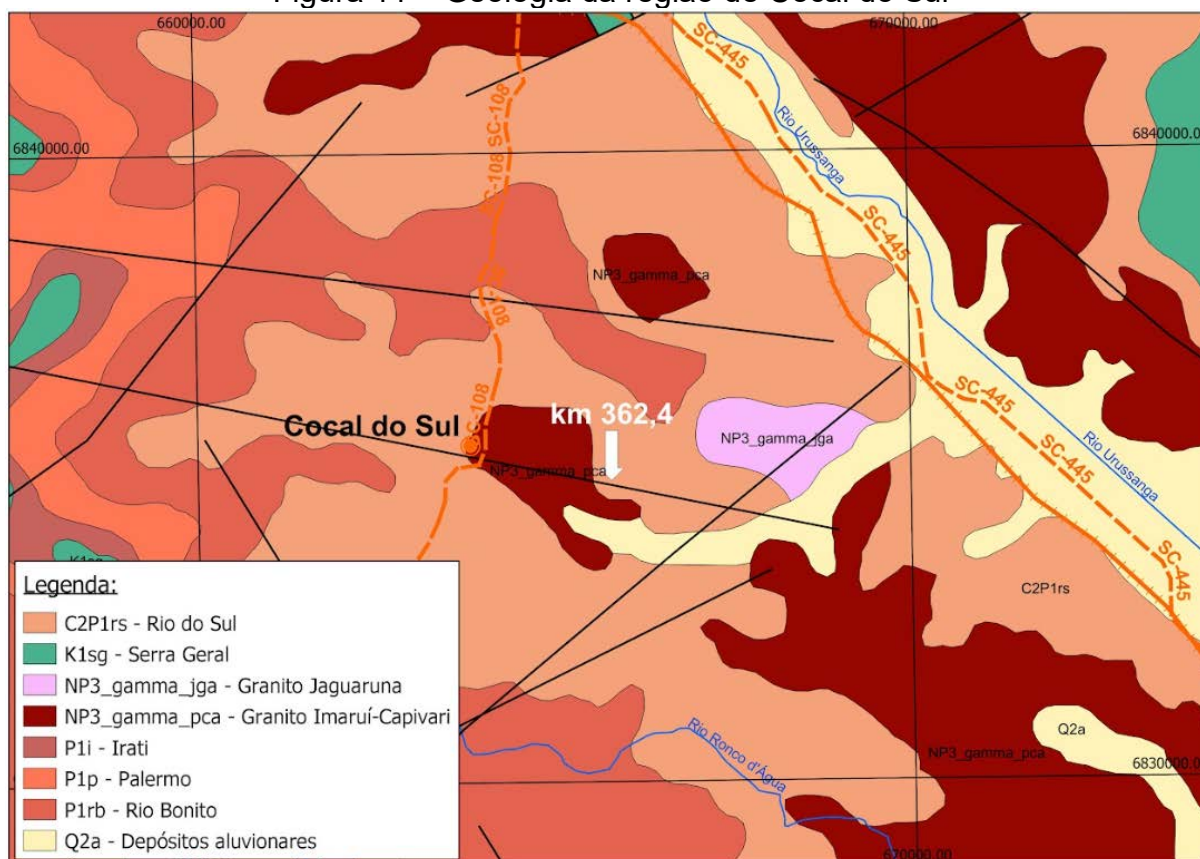 Figura 44 – Geologia da região de Cocal do Sul
660000.00
670000.00
SC-445
SC-108
Rio Urussanga
6840000.00
6840000.00
SC-108
SC-445
NP3_gamma_pca
108
SC-108
SC-445
Cocal do Sul
km 362,4
NP3_gamma_jga
NP3_gamma_pca
SC-445
Rio Urussanga
SC-445
K1sg
C2P1rs
Legenda:
C2P1rs - Rio do Sul
K1sg - Serra Geral
NP3_gamma_jga - Granito Jaguaruna
NP3_gamma_pca - Granito Imaruí-Capivari
P1i - Irati
P1p - Palermo
P1rb - Rio Bonito
Q2a - Depósitos aluvionares
Rio Ronco d'Água
Q2a
NP3_gamma_pca
6830000.00
670000.00